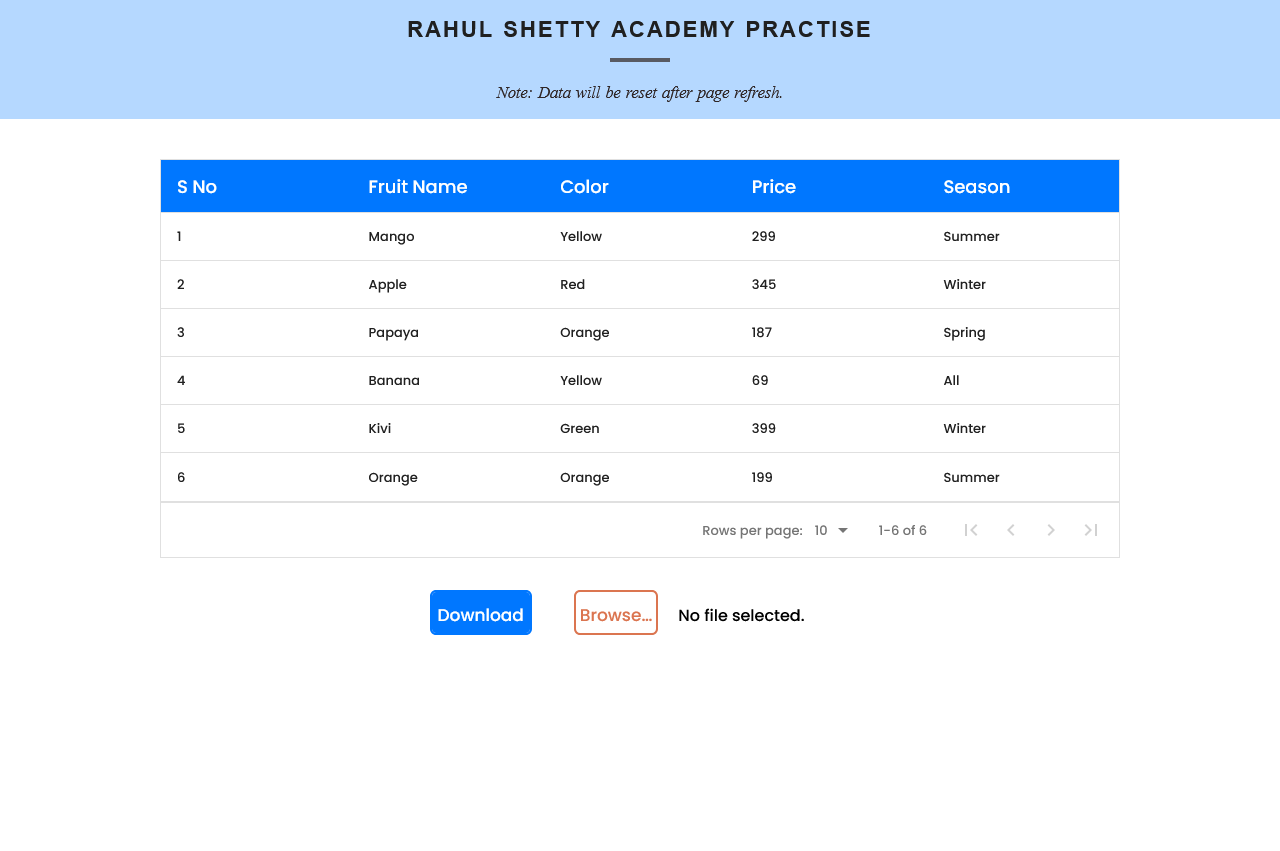 RAHUL SHETTY ACADEMY PRACTISE
Note: Data will be reset after page refresh.
S No Fruit Name Color Price Season
1 Mango Yellow 299 Summer
2 Apple Red 345 Winter
3 Papaya Orange 187 Spring
4 Banana Yellow 69 All
5 Kivi Green 399 Winter
6 Orange Orange 199 Summer
Rows per page: 10 1-6 of 6
Download Browse... No file selected.